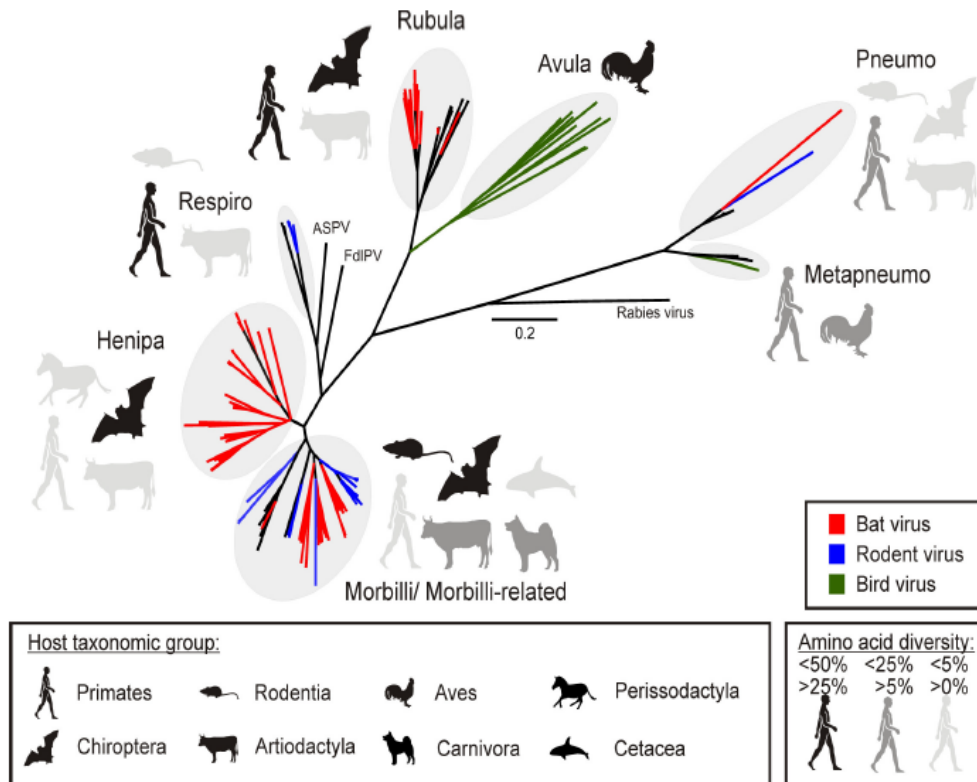 Rubula
Avula
Pneumo
Respiro
ASPV
FdlPV
Metapneumo
Rabies virus
0.2
Henipa
Morbilli/ Morbilli-related
Bat virus
Rodent virus
Bird virus
Host taxonomic group:
Primates
Rodentia
Aves
Perissodactyla
Chiroptera
Artiodactyla
Carnivora
Cetacea
Amino acid diversity:
<50% <25% <5%
>25% >5% >0%